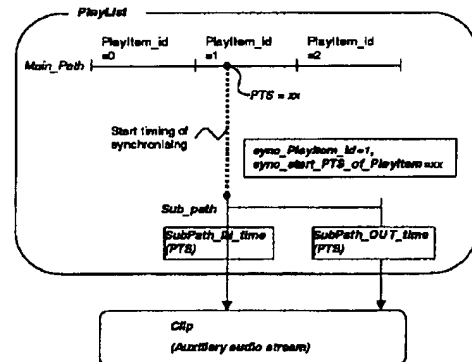 PlayList
PlayItem_id PlayItem_id PlayItem_id
=0 =1 =2
Main_Path
PTS = xx
Start timing of
synchronising
sync_PlayItem_id=1,
sync_start_PTS_of_PlayItem=xx
Sub_path
SubPath_IN_time SubPath_OUT_time
(PTS) (PTS)
Clip
(Auxiliary audio stream)